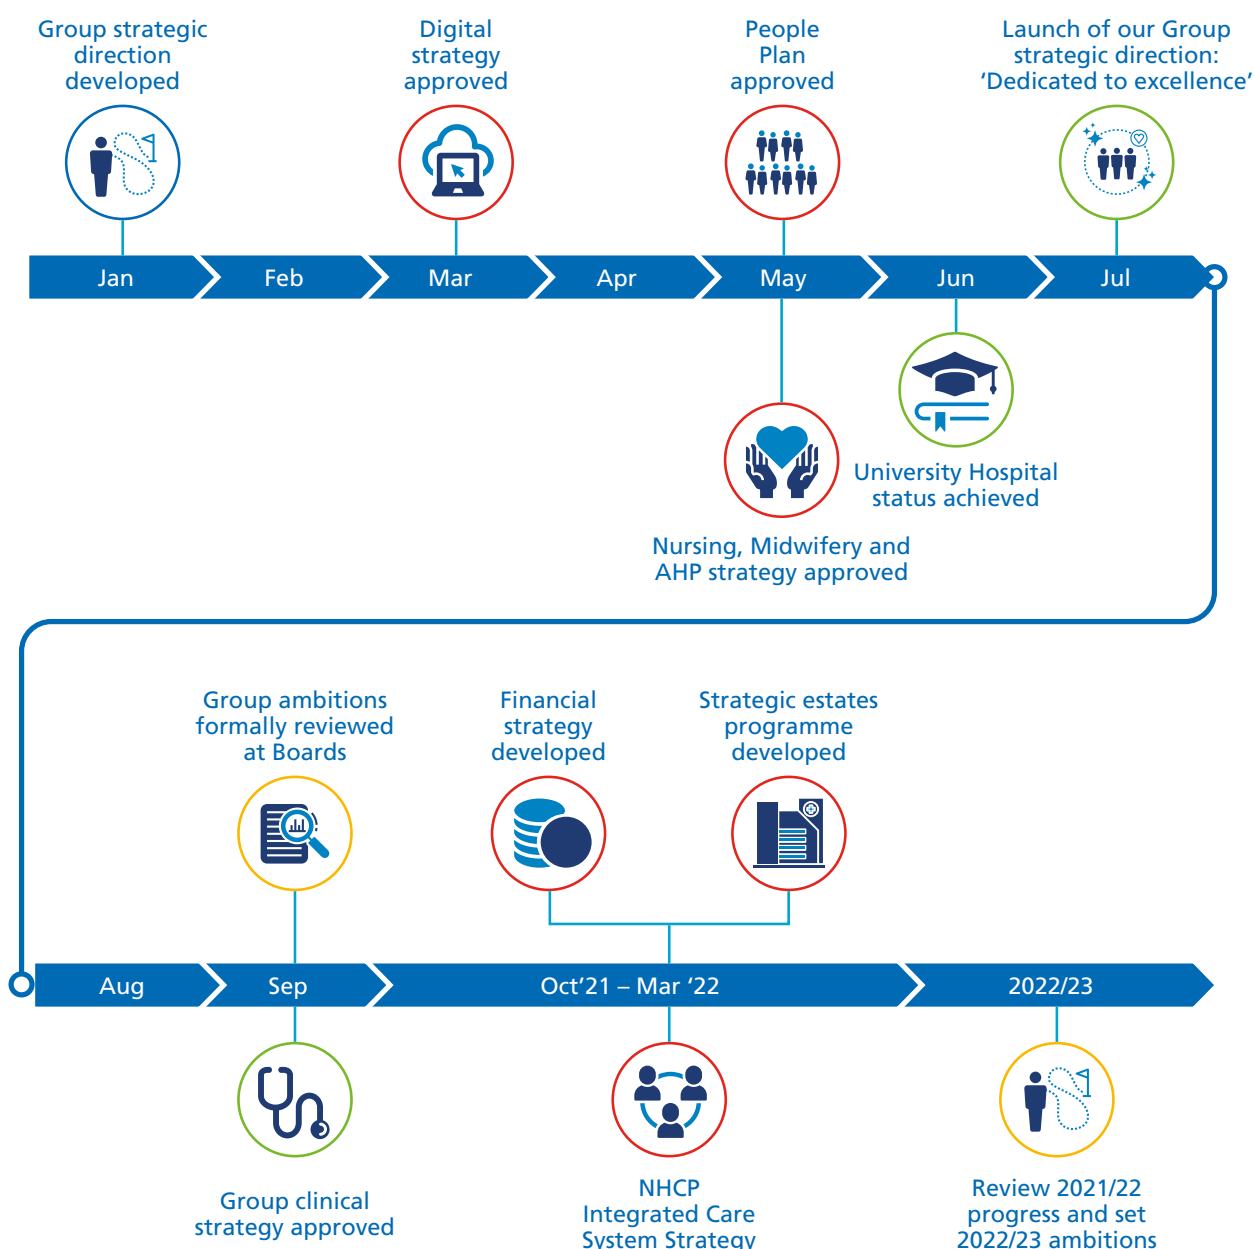 Group strategic
direction
developed
Digital
strategy
approved
People
Plan
approved
Launch of our Group
strategic direction:
‘Dedicated to excellence’
Jan
Feb
Mar
Apr
May
Jun
Jul
University Hospital
status achieved
Nursing, Midwifery and
AHP strategy approved
Group ambitions
formally reviewed
at Boards
Financial
strategy
developed
Strategic estates
programme
developed
Aug
Sep
Oct’21 – Mar ‘22
2022/23
Group clinical
strategy approved
NHCP
Integrated Care
System Strategy
Review 2021/22
progress and set
2022/23 ambitions